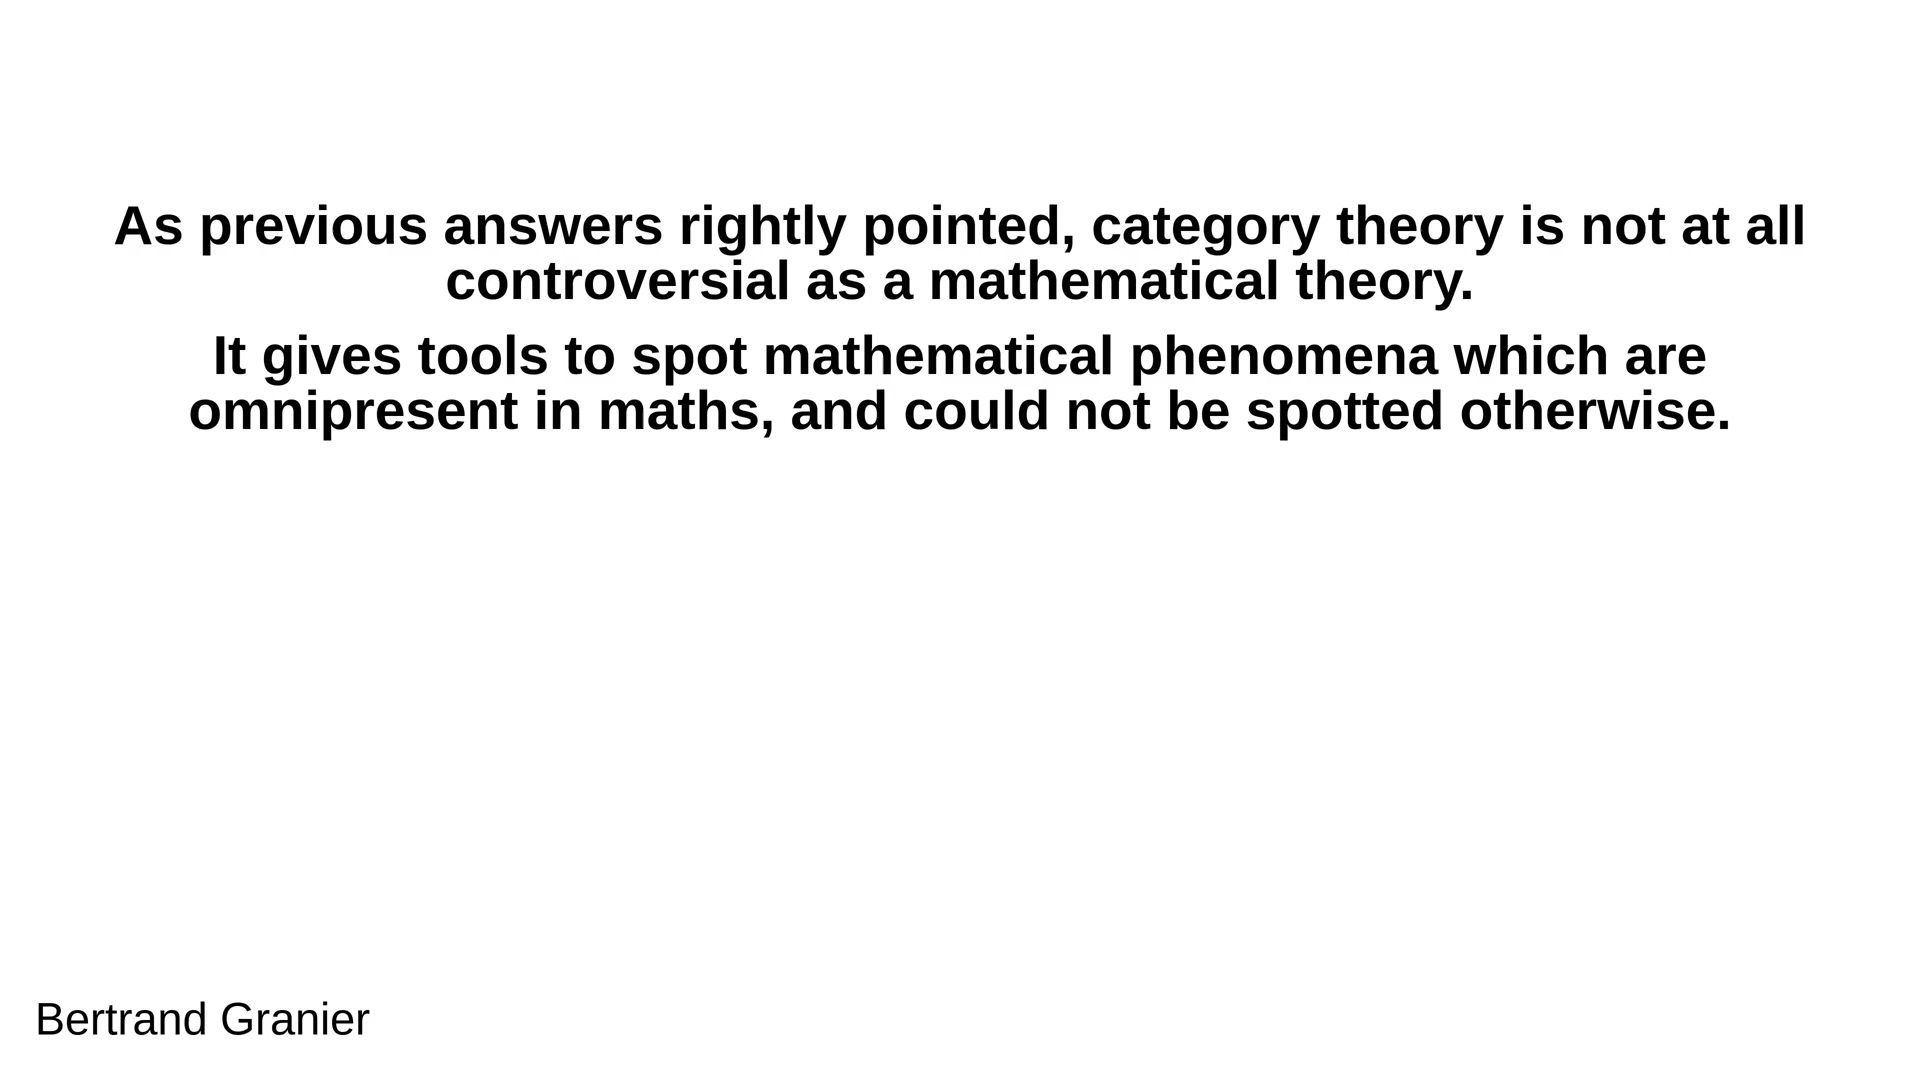 As previous answers rightly pointed, category theory is not at all
controversial as a mathematical theory.
It gives tools to spot mathematical phenomena which are
omnipresent in maths, and could not be spotted otherwise.
Bertrand Granier